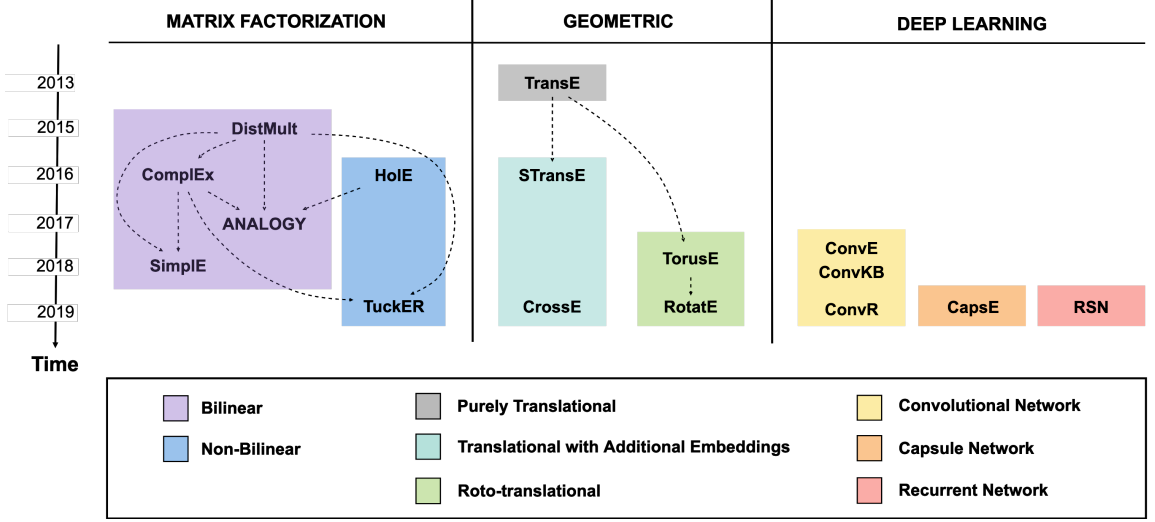 MATRIX FACTORIZATION GEOMETRIC DEEP LEARNING
2013 TransE
2015 DistMult
2016 ComplEx HolE STransE
2017 ANALOGY
ConvE
2018 SimplE TorusE
ConvKB
2019 TuckER CrossE RotatE ConvR CapsE RSN
Time
Bilinear Purely Translational Convolutional Network
Non-Bilinear Translational with Additional Embeddings Capsule Network
Roto-translational Recurrent Network